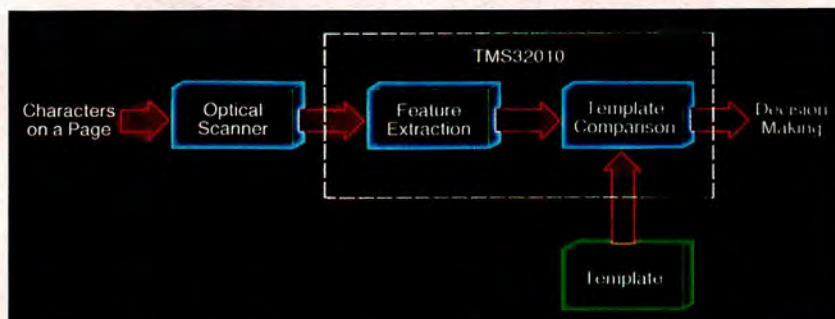 TMS32010
Characters
on a Page
Optical
Scanner
Feature
Extraction
Template
Comparison
Decision
Making
Template